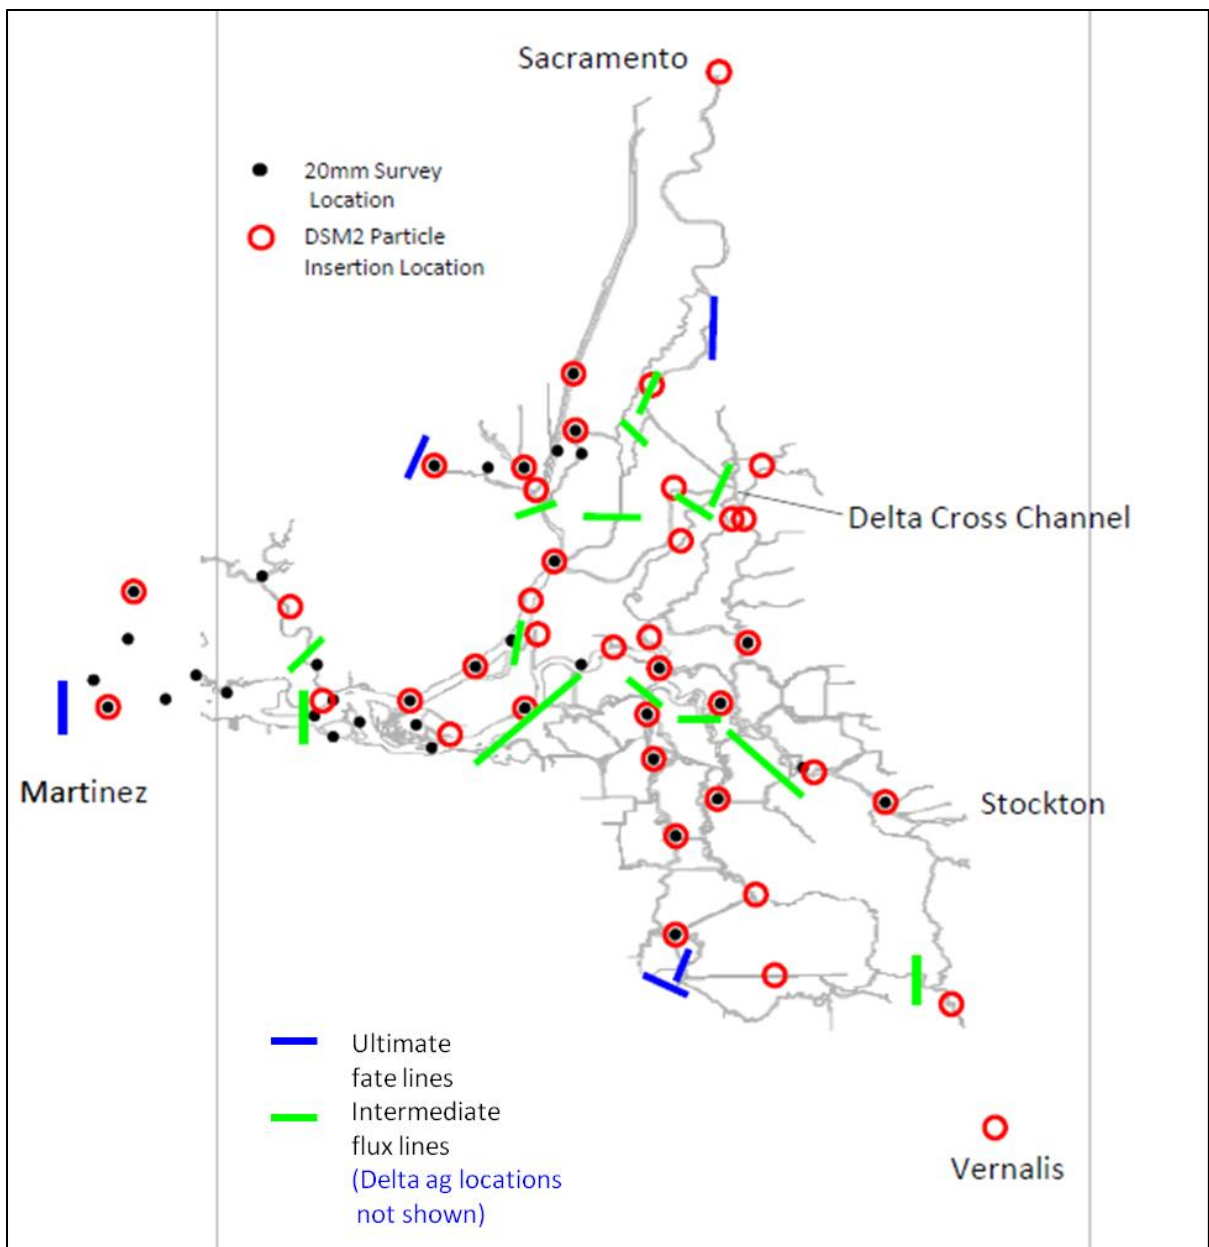 Sacramento
20mm Survey
Location
DSM2 Particle
Insertion Location
Delta Cross Channel
Martinez
Stockton
Ultimate
fate lines
Intermediate
flux lines
(Delta ag locations
not shown)
Vernalis